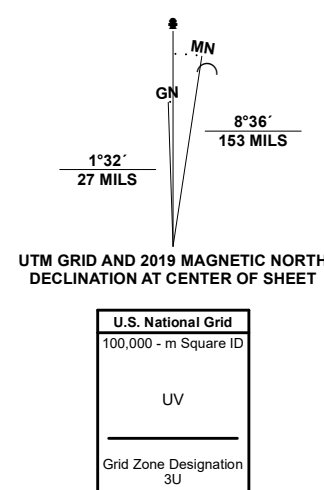 MN
GN
8°36´
153 MILS
1°32´
27 MILS
UTM GRID AND 2019 MAGNETIC NORTH
DECLINATION AT CENTER OF SHEET
U.S. National Grid
100,000 - m Square ID
UV
Grid Zone Designation
3U